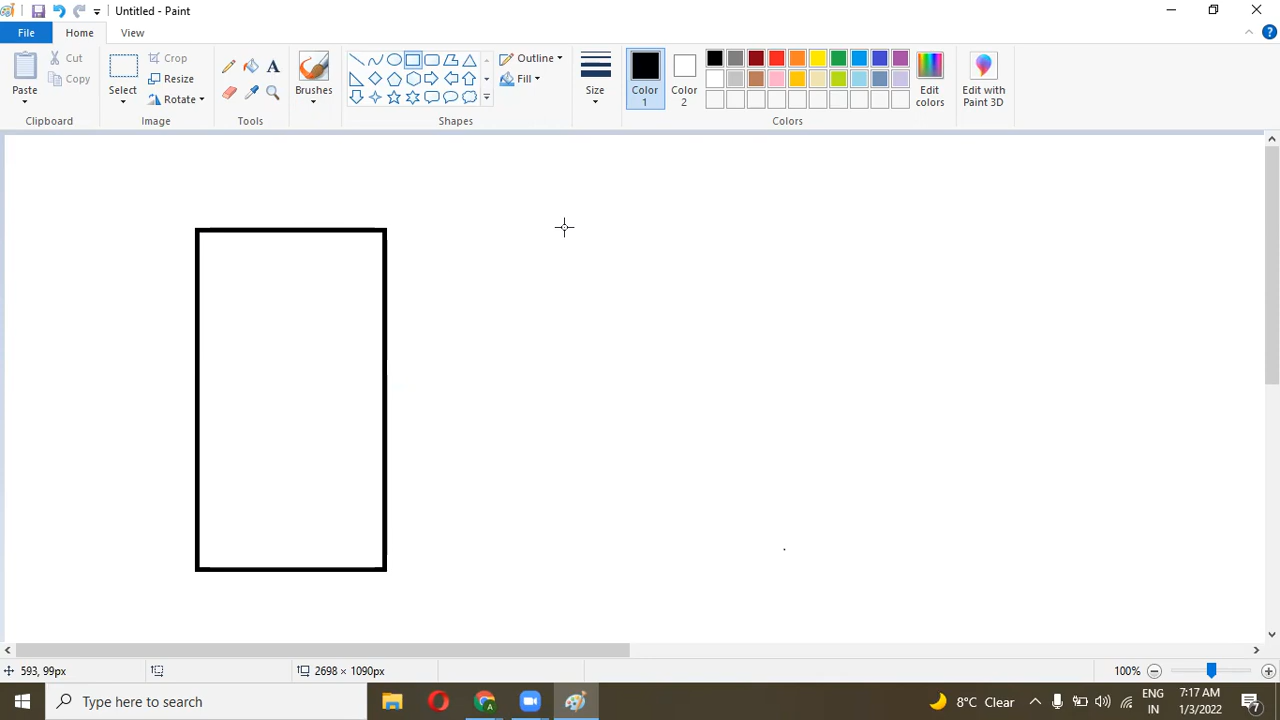 Untitled - Paint
File Home View
Paste
Cut
Copy
Clipboard
Select
Crop
Resize
Rotate
Image
A
Tools
Brushes
Outline
Fill
Shapes
Size
Color 1
Color 2
Edit colors
Edit with Paint 3D
Colors
593, 99px
2698 × 1090px
100%
Type here to search
8°C Clear
ENG
IN
7:17 AM
1/3/2022
7